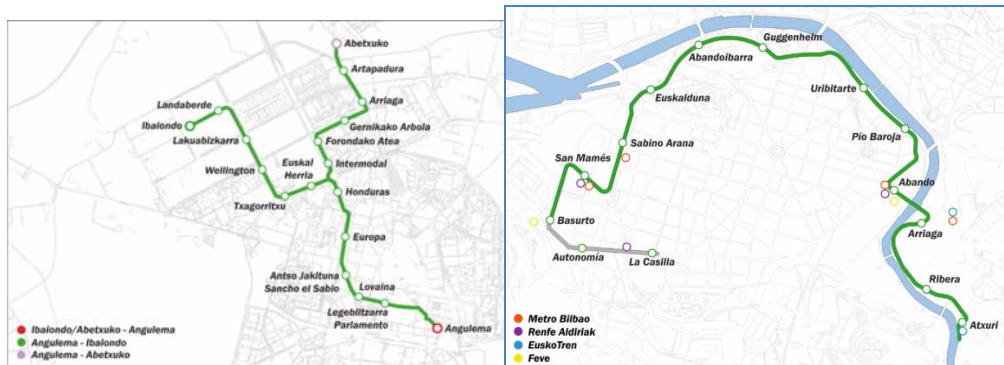 Abetxuko
Artapadura
Arriaga
Gernikako Arbola
Forondako Atea
Intermodal
Landaberde
Ibaiondo
Lakuabizkarra
Wellington
Txagorritxu
Euskal
Herria
Honduras
Europa
Antso Jakituna
Sancho el Sabio
Lovaina
Legebiltzarra
Parlamento
Angulema
Ibaiondo/Abetxuko - Angulema
Angulema - Ibaiondo
Angulema - Abetxuko
Guggenheim
Abandoibarra
Uribitarte
Euskalduna
Pío Baroja
Sabino Arana
San Mamés
Abando
Basurto
Arriaga
Autonomía
La Casilla
Ribera
Atxuri
Metro Bilbao
Renfe Aldiriak
EuskoTren
Feve